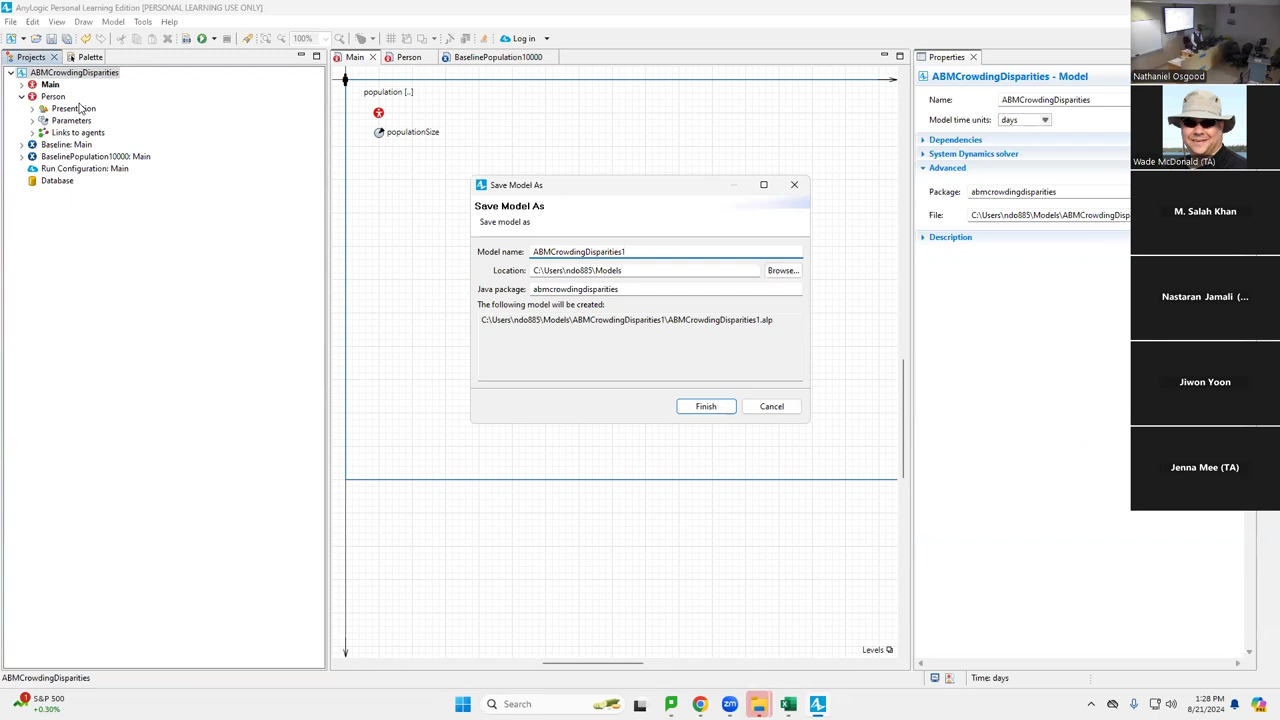 AnyLogic Personal Learning Edition [PERSONAL LEARNING USE ONLY]
File Edit View Draw Model Tools Help
100% Log in
Projects Palette
ABMCrowdingDisparities
Main
Person
Presentation
Parameters
Links to agents
Baseline: Main
BaselinePopulation10000: Main
Run Configuration: Main
Database
Main Person BaselinePopulation10000
population [..]
populationSize
Save Model As
Save Model As
Save model as
Model name: ABMCrowdingDisparities1
Location: C:\Users\ndo885\Models Browse...
Java package: abmcrowdingdisparities
The following model will be created:
C:\Users\ndo885\Models\ABMCrowdingDisparities1\ABMCrowdingDisparities1.alp
Finish Cancel
Levels
Properties
ABMCrowdingDisparities - Model
Name: ABMCrowdingDisparities
Model time units: days
Dependencies
System Dynamics solver
Advanced
Package: abmcrowdingdisparities
File: C:\Users\ndo885\Models\ABMCrowdingDisp
Description
Nathaniel Osgood
Wade McDonald (TA)
M. Salah Khan
Nastaran Jamali (...
Jiwon Yoon
Jenna Mee (TA)
ABMCrowdingDisparities
Time: days
1
S&P 500
+0.30%
Search
1:28 PM
8/21/2024